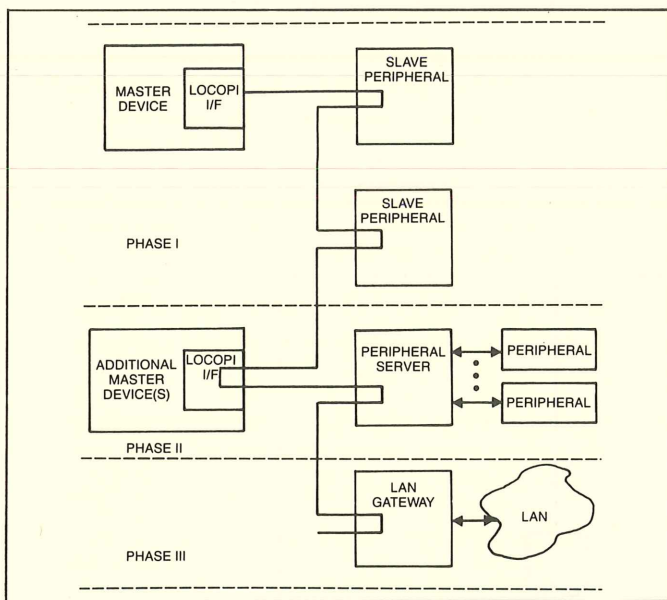 MASTER
DEVICE
LOCOPI
I/F
SLAVE
PERIPHERAL
SLAVE
PERIPHERAL
PHASE I
ADDITIONAL
MASTER
DEVICE(S)
LOCOPI
I/F
PERIPHERAL
SERVER
PERIPHERAL
PERIPHERAL
PHASE II
LAN
GATEWAY
LAN
PHASE III